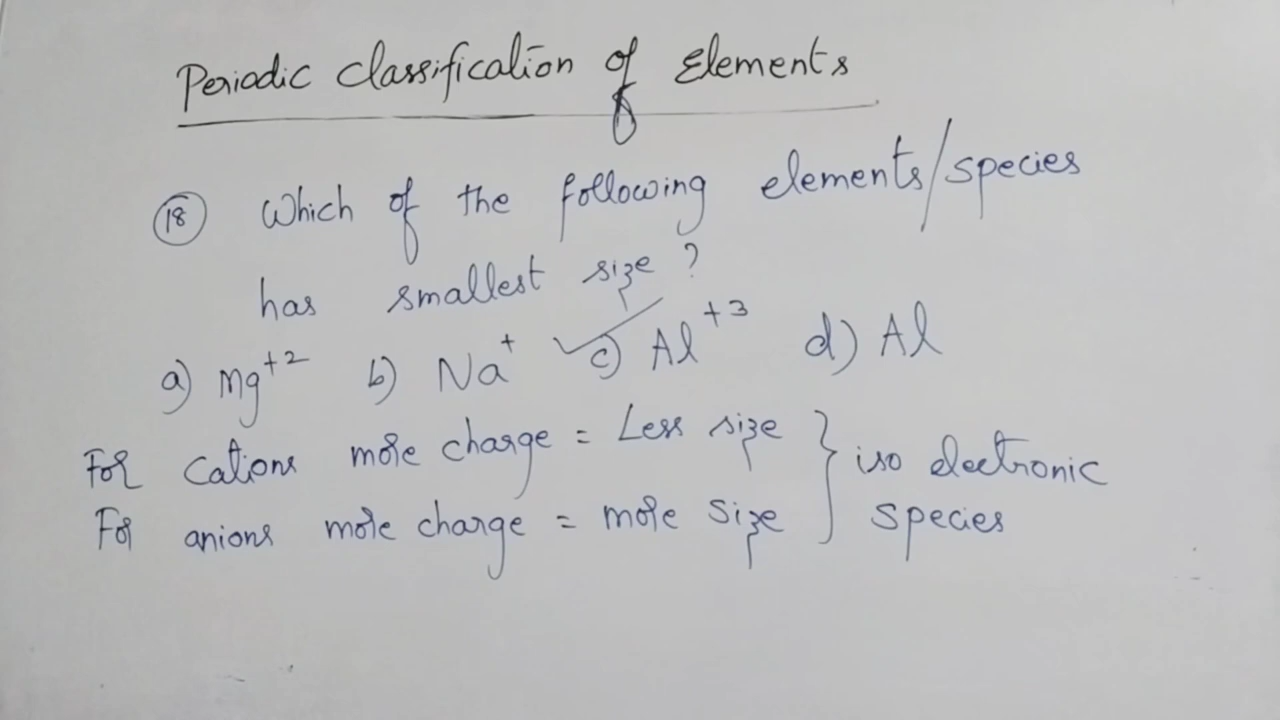 Periodic Classification of Elements
18 Which of the following elements/species
has smallest size ?
a) Mg+2 b) Na+ c) Al+3 d) Al
For Cations more charge = Less size } iso electronic
For anions more charge = more size } species